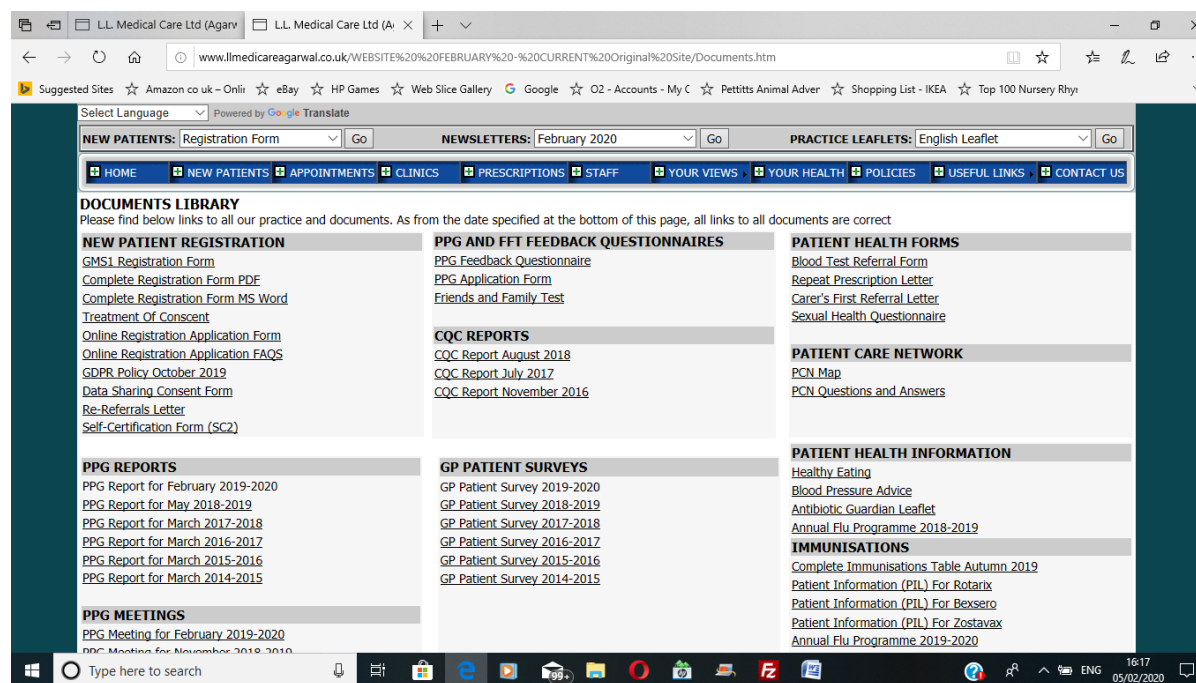 L.L. Medical Care Ltd (Agarw
L.L. Medical Care Ltd (A
www.llmedicareagarwal.co.uk/WEBSITE%20%20FEBRUARY%20-%20CURRENT%20Original%20Site/Documents.htm
Suggested Sites Amazon co uk – Onli eBay HP Games Web Slice Gallery Google O2 - Accounts - My C Pettitts Animal Adver Shopping List - IKEA Top 100 Nursery Rhy
Select Language Powered by Google Translate
NEW PATIENTS: Registration Form Go NEWSLETTERS: February 2020 Go PRACTICE LEAFLETS: English Leaflet Go
HOME NEW PATIENTS APPOINTMENTS CLINICS PRESCRIPTIONS STAFF YOUR VIEWS YOUR HEALTH POLICIES USEFUL LINKS CONTACT US
DOCUMENTS LIBRARY
Please find below links to all our practice and documents. As from the date specified at the bottom of this page, all links to all documents are correct
NEW PATIENT REGISTRATION
GMS1 Registration Form
Complete Registration Form PDF
Complete Registration Form MS Word
Treatment Of Conscent
Online Registration Application Form
Online Registration Application FAQS
GDPR Policy October 2019
Data Sharing Consent Form
Re-Referrals Letter
Self-Certification Form (SC2)
PPG AND FFT FEEDBACK QUESTIONNAIRES
PPG Feedback Questionnaire
PPG Application Form
Friends and Family Test
CQC REPORTS
CQC Report August 2018
CQC Report July 2017
CQC Report November 2016
PATIENT HEALTH FORMS
Blood Test Referral Form
Repeat Prescription Letter
Carer's First Referral Letter
Sexual Health Questionnaire
PATIENT CARE NETWORK
PCN Map
PCN Questions and Answers
PPG REPORTS
PPG Report for February 2019-2020
PPG Report for May 2018-2019
PPG Report for March 2017-2018
PPG Report for March 2016-2017
PPG Report for March 2015-2016
PPG Report for March 2014-2015
PPG MEETINGS
PPG Meeting for February 2019-2020
PPG Meeting for November 2018-2019
GP PATIENT SURVEYS
GP Patient Survey 2019-2020
GP Patient Survey 2018-2019
GP Patient Survey 2017-2018
GP Patient Survey 2016-2017
GP Patient Survey 2015-2016
GP Patient Survey 2014-2015
PATIENT HEALTH INFORMATION
Healthy Eating
Blood Pressure Advice
Antibiotic Guardian Leaflet
Annual Flu Programme 2018-2019
IMMUNISATIONS
Complete Immunisations Table Autumn 2019
Patient Information (PIL) For Rotarix
Patient Information (PIL) For Bexsero
Patient Information (PIL) For Zostavax
Annual Flu Programme 2019-2020
Type here to search 99+ ENG 16:17
05/02/2020